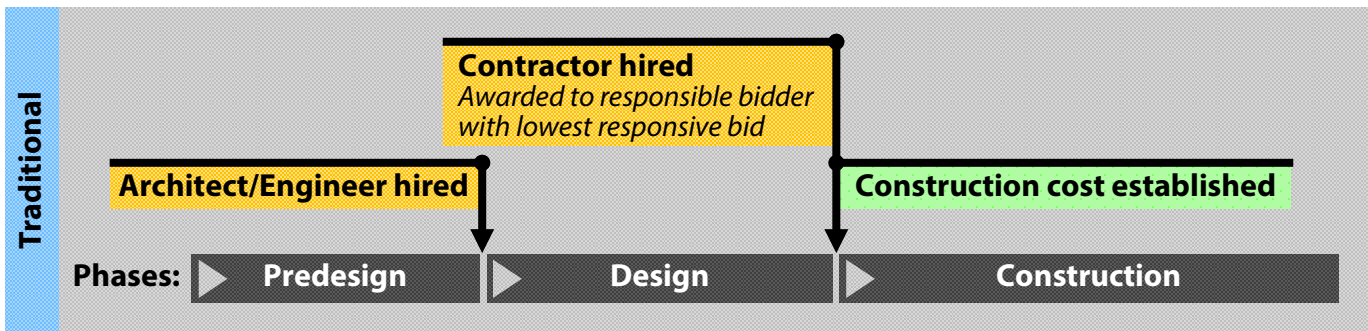 Traditional
Contractor hired
Awarded to responsible bidder
with lowest responsive bid
Architect/Engineer hired
Construction cost established
Phases: Predesign Design Construction